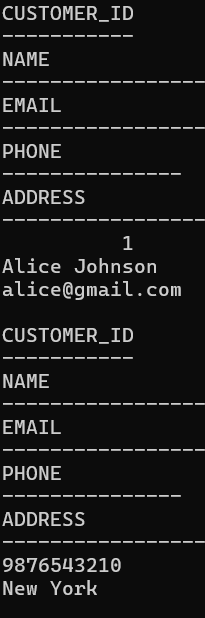 CUSTOMER_ID
-----------
NAME
-----------------
EMAIL
-----------------
PHONE
---------------
ADDRESS
-----------------
          1
Alice Johnson
alice@gmail.com

CUSTOMER_ID
-----------
NAME
-----------------
EMAIL
-----------------
PHONE
---------------
ADDRESS
-----------------
9876543210
New York